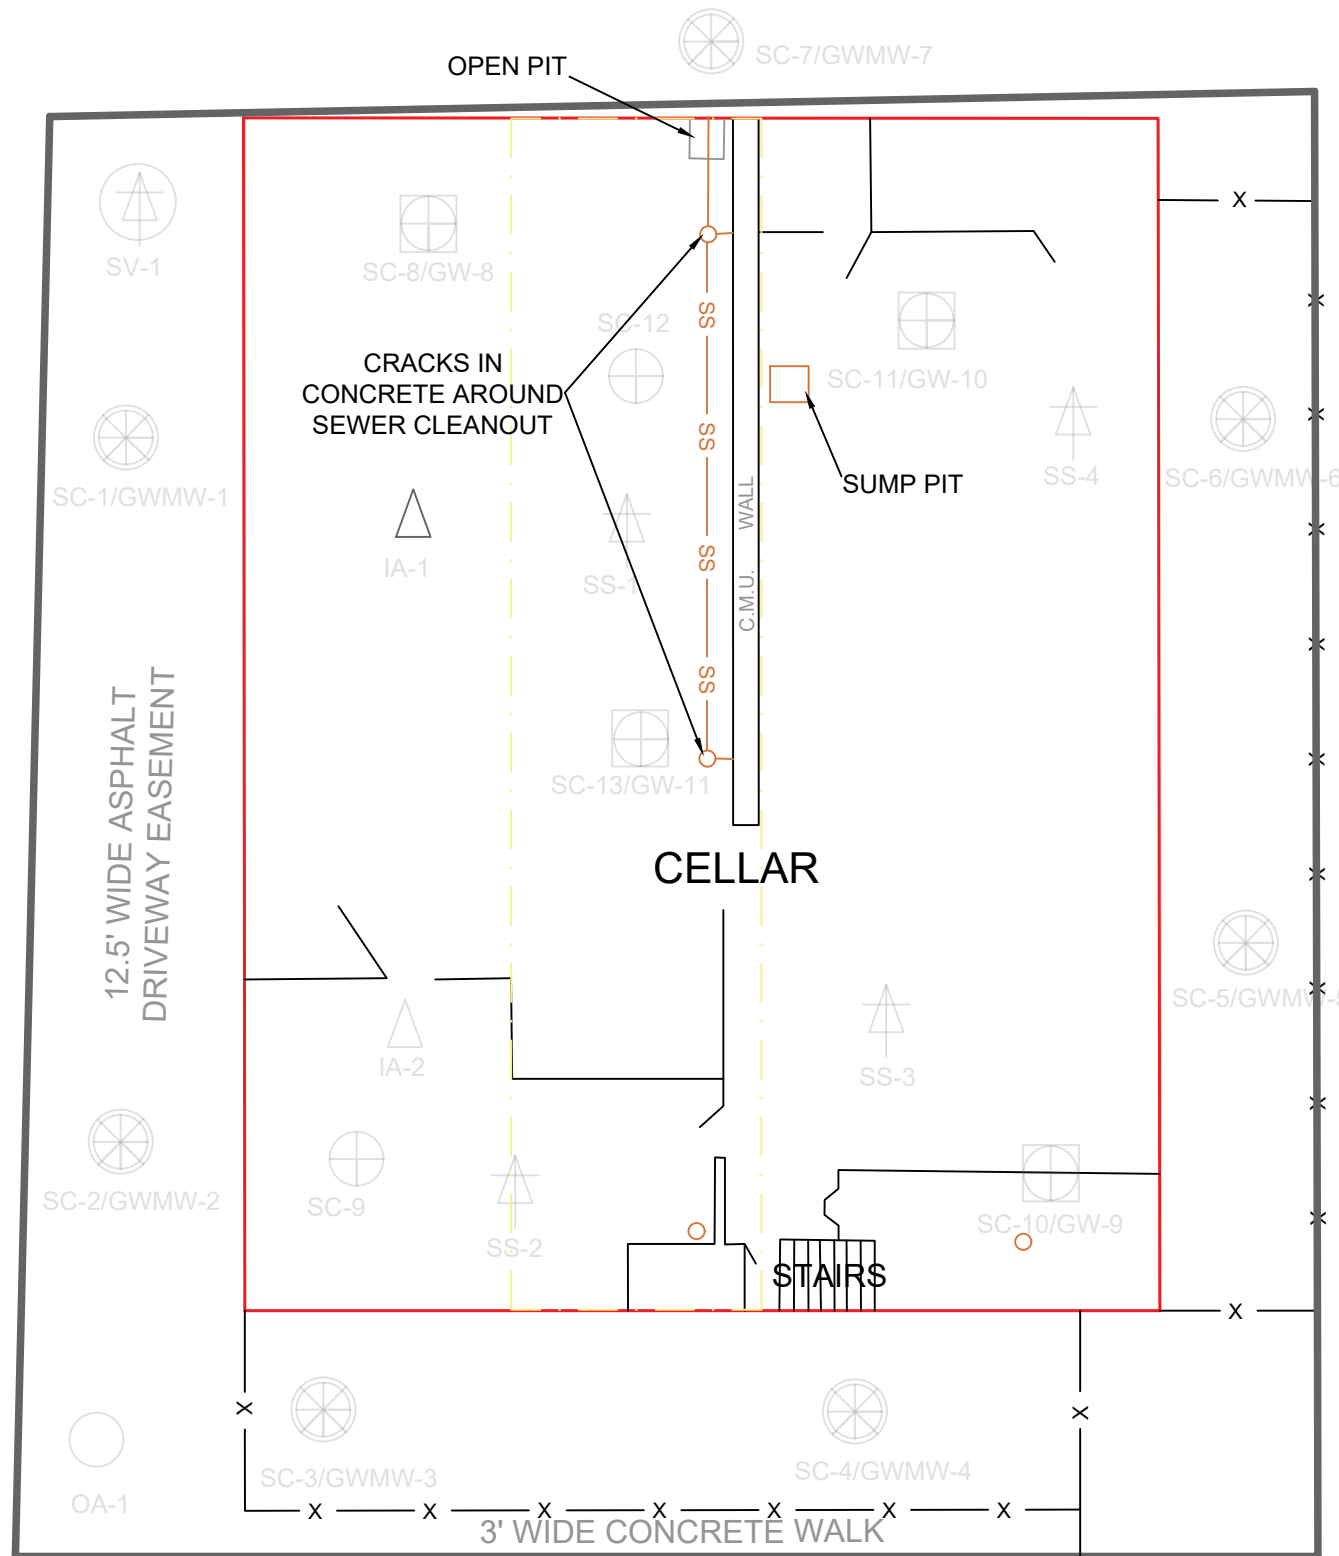 SC-7/GWMW-7
OPEN PIT
SV-1
SC-8/GW-8
X
SC-12
CRACKS IN
CONCRETE AROUND
SEWER CLEANOUT
SS
SS
SS
SS
SC-11/GW-10
SUMP PIT
SS-4
SC-6/GWMW-6
SC-1/GWMW-1
IA-1
SS-1
C.M.U. WALL
SC-13/GW-11
12.5' WIDE ASPHALT
DRIVEWAY EASEMENT
CELLAR
SC-5/GWMW-5
IA-2
SS-3
SC-2/GWMW-2
SC-9
SS-2
SC-10/GW-9
STAIRS
X
X
X
SC-3/GWMW-3
SC-4/GWMW-4
OA-1
X X X X X X X
3' WIDE CONCRETE WALK
X
X
X
X
X
X
X
X
X